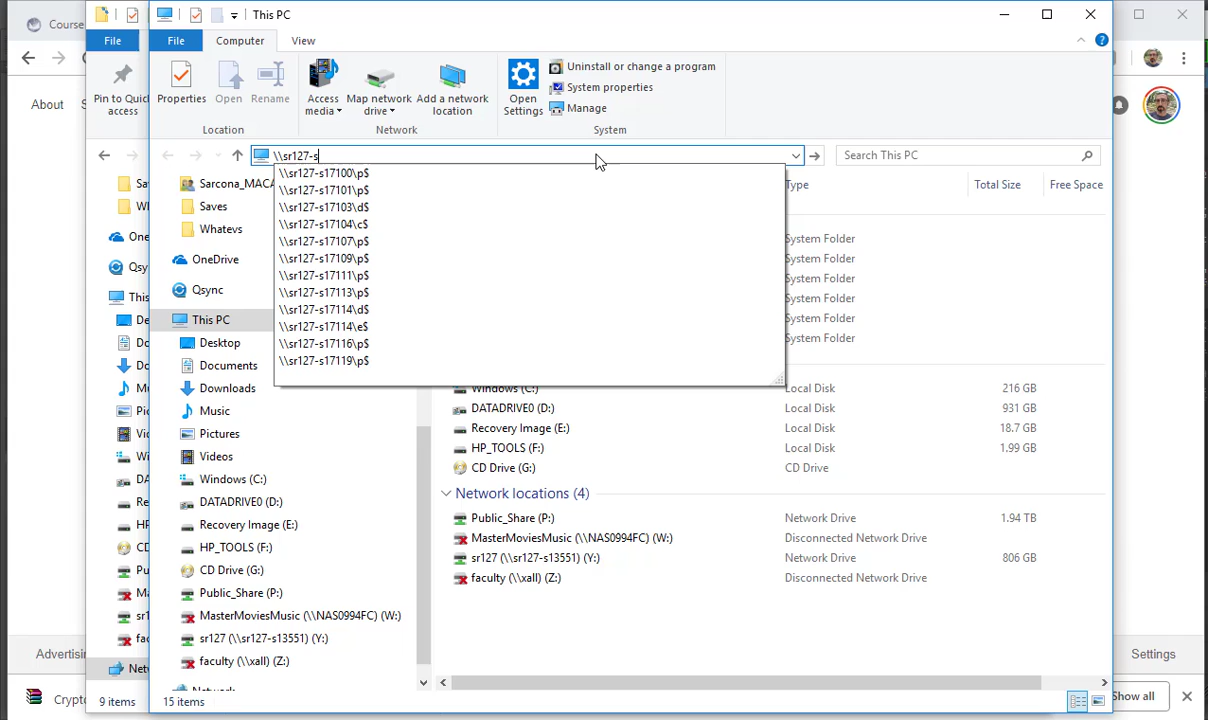 Course
This PC
File
File
Computer
View
About
Pin to Quick access
Properties
Open
Rename
Access media
Map network drive
Add a network location
Open Settings
Uninstall or change a program
System properties
Manage
Location
Network
System
\\sr127-s
Search This PC
\\sr127-s17100\p$
\\sr127-s17101\p$
\\sr127-s17103\d$
\\sr127-s17104\c$
\\sr127-s17107\p$
\\sr127-s17109\p$
\\sr127-s17111\p$
\\sr127-s17113\p$
\\sr127-s17114\d$
\\sr127-s17114\e$
\\sr127-s17116\p$
\\sr127-s17119\p$
Sarcona_MACA
Saves
Whatevs
OneDrive
Qsync
This PC
Desktop
Documents
Downloads
Music
Pictures
Videos
Windows (C:)
DATADRIVE0 (D:)
Recovery Image (E:)
HP_TOOLS (F:)
CD Drive (G:)
Public_Share (P:)
MasterMoviesMusic (\\NAS0994FC) (W:)
sr127 (\\sr127-s13551) (Y:)
faculty (\\xall) (Z:)
Network
Type
Total Size
Free Space
System Folder
System Folder
System Folder
System Folder
System Folder
System Folder
Windows (C:) Local Disk 216 GB
DATADRIVE0 (D:) Local Disk 931 GB
Recovery Image (E:) Local Disk 18.7 GB
HP_TOOLS (F:) Local Disk 1.99 GB
CD Drive (G:) CD Drive
Network locations (4)
Public_Share (P:) Network Drive 1.94 TB
MasterMoviesMusic (\\NAS0994FC) (W:) Disconnected Network Drive
sr127 (\\sr127-s13551) (Y:) Network Drive 806 GB
faculty (\\xall) (Z:) Disconnected Network Drive
9 items
15 items
Advertisin
Settings
Crypto
Show all